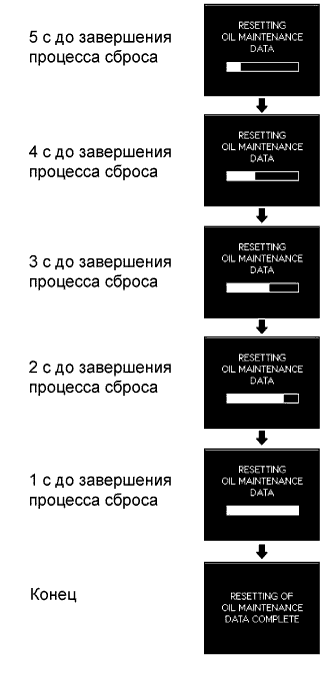 5 с до завершения
процесса сброса
RESETTING
OIL MAINTENANCE
DATA
4 с до завершения
процесса сброса
RESETTING
OIL MAINTENANCE
DATA
3 с до завершения
процесса сброса
RESETTING
OIL MAINTENANCE
DATA
2 с до завершения
процесса сброса
RESETTING
OIL MAINTENANCE
DATA
1 с до завершения
процесса сброса
RESETTING
OIL MAINTENANCE
DATA
Конец
RESETTING OF
OIL MAINTENANCE
DATA COMPLETE